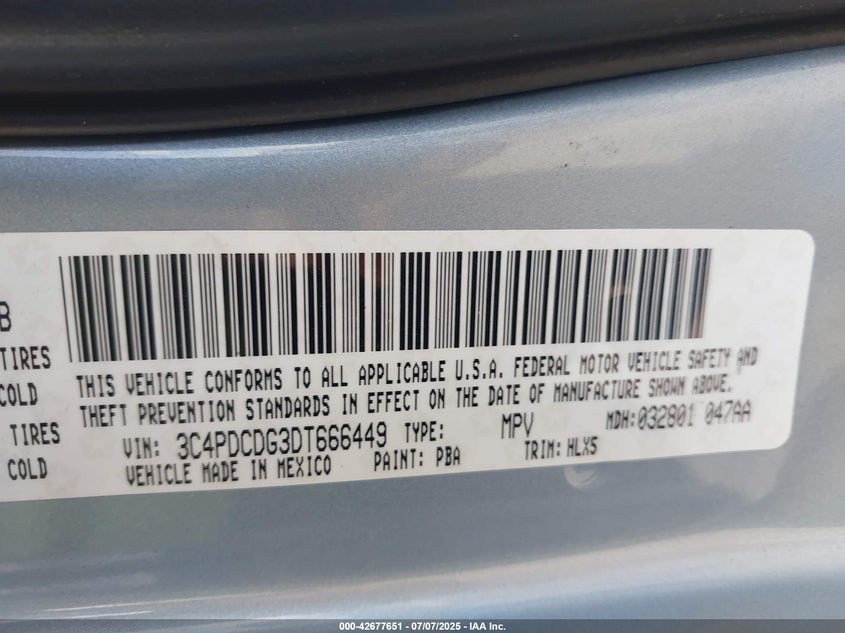 B
TIRES
COLD
TIRES
COLD
THIS VEHICLE CONFORMS TO ALL APPLICABLE U.S.A. FEDERAL MOTOR VEHICLE SAFETY AND
THEFT PREVENTION STANDARDS IN EFFECT ON THE DATE OF MANUFACTURE SHOWN ABOVE.
VIN: 3C4PDCDG3DT666449 TYPE: MPV MDH:032801 047AA
VEHICLE MADE IN MEXICO PAINT: PBA TRIM: HLX5
000-42677651 - 07/07/2025 - IAA Inc.